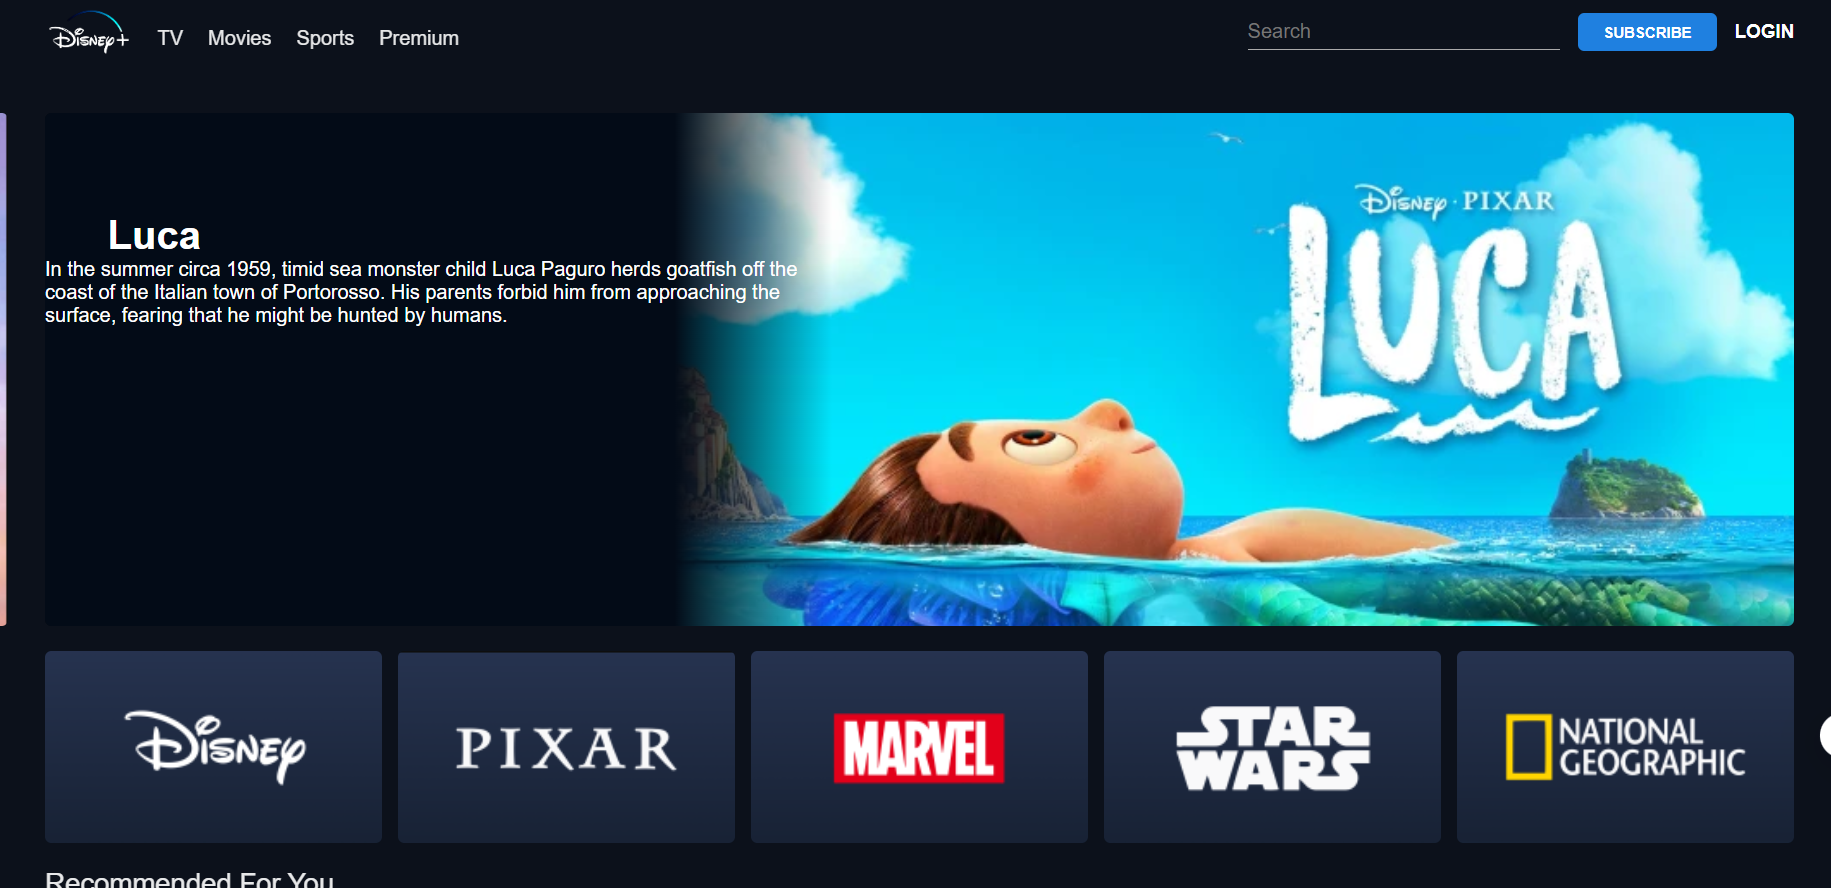 Disney+ TV Movies Sports Premium Search SUBSCRIBE LOGIN
Luca
In the summer circa 1959, timid sea monster child Luca Paguro herds goatfish off the
coast of the Italian town of Portorosso. His parents forbid him from approaching the
surface, fearing that he might be hunted by humans.
Disney · PIXAR
LUCA
Disney
PIXAR
MARVEL
STAR
WARS
NATIONAL
GEOGRAPHIC
Recommended For You